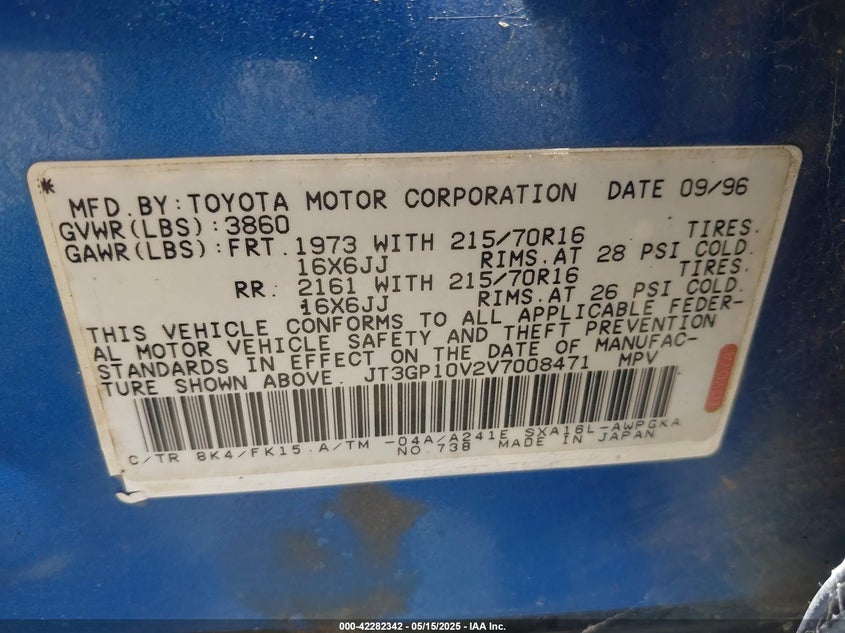 * MFD.BY:TOYOTA MOTOR CORPORATION DATE 09/96
GVWR(LBS):3860
GAWR(LBS):FRT. 1973 WITH 215/70R16 TIRES.
16X6JJ RIMS.AT 28 PSI COLD.
RR. 2161 WITH 215/70R16 TIRES.
16X6JJ RIMS.AT 26 PSI COLD.
THIS VEHICLE CONFORMS TO ALL APPLICABLE FEDER-
AL MOTOR VEHICLE SAFETY AND THEFT PREVENTION
STANDARDS IN EFFECT ON THE DATE OF MANUFAC-
TURE SHOWN ABOVE. JT3GP10V2V7008471 MPV
C/TR 8K4/FK15.A/TM -04A/A241E SXA16L-AWPGKA
NO.738 MADE IN JAPAN
000-42282342 - 05/15/2025 - IAA Inc.